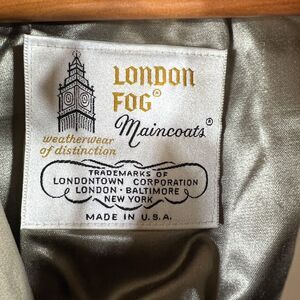 LONDON
FOG®
Maincoats®
weatherwear
of distinction
TRADEMARKS OF
LONDONTOWN CORPORATION
LONDON · BALTIMORE
NEW YORK
MADE IN U.S.A.